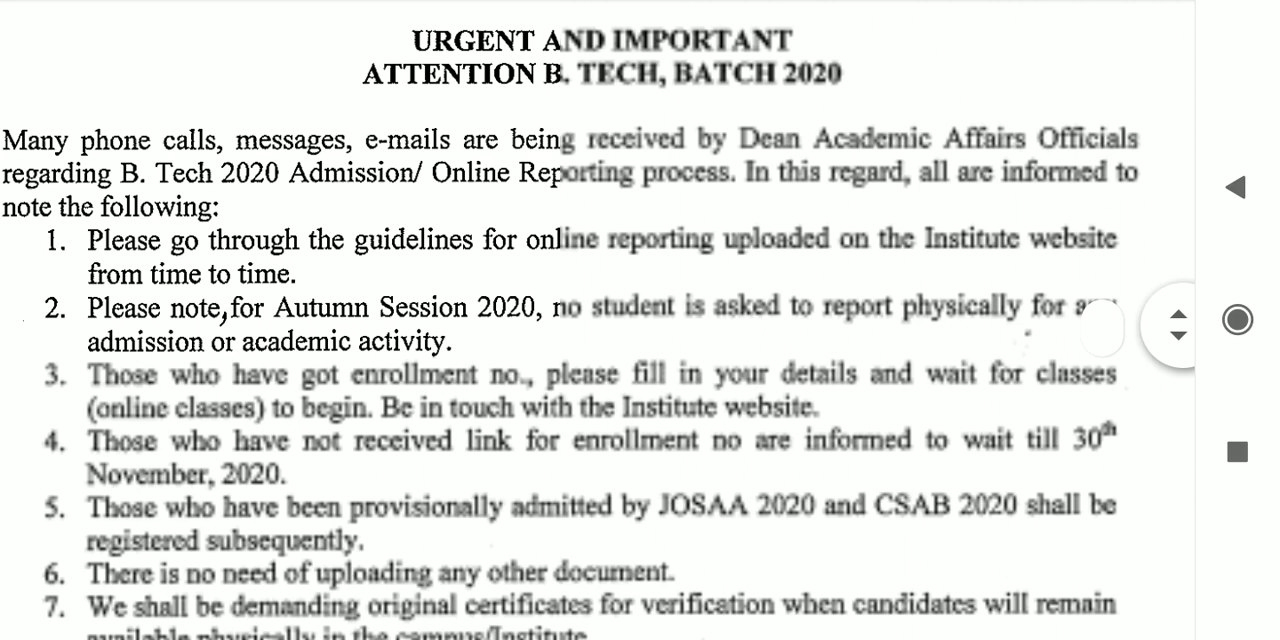 URGENT AND IMPORTANT
ATTENTION B. TECH, BATCH 2020
Many phone calls, messages, e-mails are being received by Dean Academic Affairs Officials
regarding B. Tech 2020 Admission/ Online Reporting process. In this regard, all are informed to
note the following:
1. Please go through the guidelines for online reporting uploaded on the Institute website
from time to time.
2. Please note, for Autumn Session 2020, no student is asked to report physically for
admission or academic activity.
3. Those who have got enrollment no., please fill in your details and wait for classes
(online classes) to begin. Be in touch with the Institute website.
4. Those who have not received link for enrollment no are informed to wait till 30th
November, 2020.
5. Those who have been provisionally admitted by JOSAA 2020 and CSAB 2020 shall be
registered subsequently.
6. There is no need of uploading any other document.
7. We shall be demanding original certificates for verification when candidates will remain
available physically in the campus/Institute